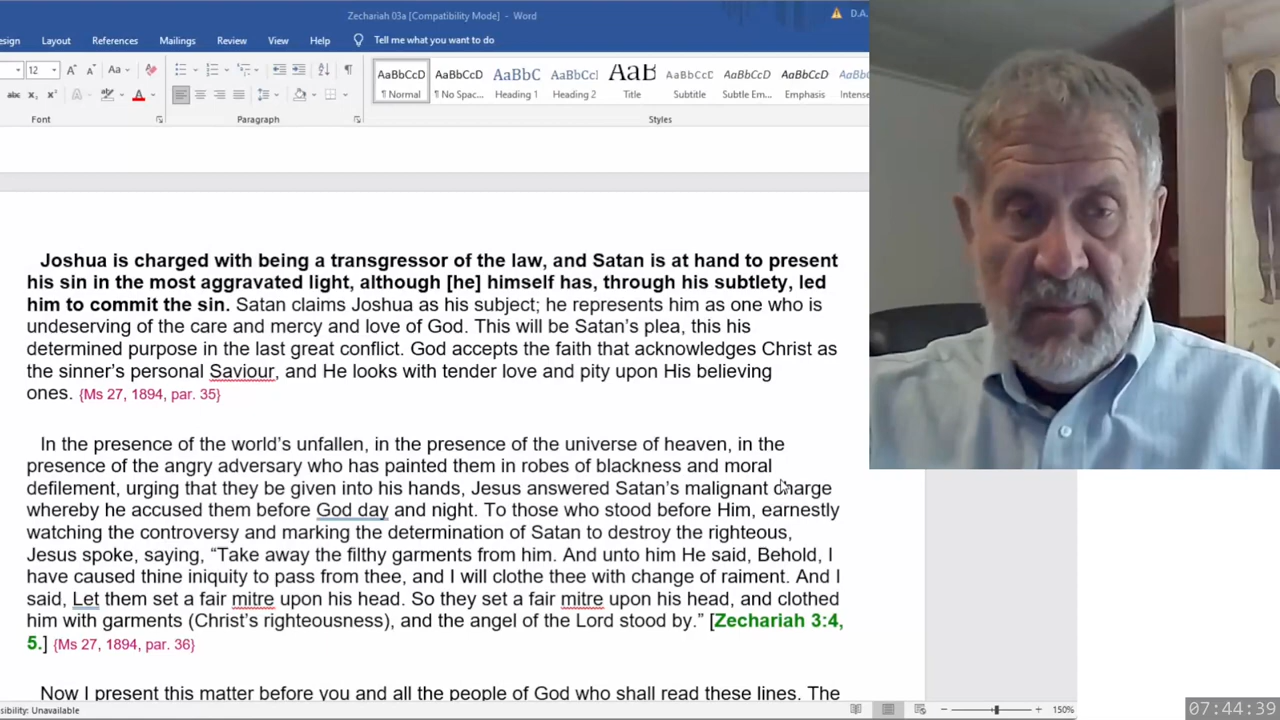 Zechariah 03a [Compatibility Mode] - Word
D.A.
esign Layout References Mailings Review View Help Tell me what you want to do
12 Aa
abc x₂ x² A A
AaBbCcD AaBbCcD AaBbC AaBbCcI AaB AaBbCcD AaBbCcD AaBbCcD AaBbC
¶ Normal ¶ No Spac... Heading 1 Heading 2 Title Subtitle Subtle Em... Emphasis Intense
Font Paragraph Styles
Joshua is charged with being a transgressor of the law, and Satan is at hand to present
his sin in the most aggravated light, although [he] himself has, through his subtlety, led
him to commit the sin. Satan claims Joshua as his subject; he represents him as one who is
undeserving of the care and mercy and love of God. This will be Satan's plea, this his
determined purpose in the last great conflict. God accepts the faith that acknowledges Christ as
the sinner's personal Saviour, and He looks with tender love and pity upon His believing
ones. {Ms 27, 1894, par. 35}
In the presence of the world's unfallen, in the presence of the universe of heaven, in the
presence of the angry adversary who has painted them in robes of blackness and moral
defilement, urging that they be given into his hands, Jesus answered Satan's malignant charge
whereby he accused them before God day and night. To those who stood before Him, earnestly
watching the controversy and marking the determination of Satan to destroy the righteous,
Jesus spoke, saying, “Take away the filthy garments from him. And unto him He said, Behold, I
have caused thine iniquity to pass from thee, and I will clothe thee with change of raiment. And I
said, Let them set a fair mitre upon his head. So they set a fair mitre upon his head, and clothed
him with garments (Christ's righteousness), and the angel of the Lord stood by.” [Zechariah 3:4,
5.] {Ms 27, 1894, par. 36}
Now I present this matter before you and all the people of God who shall read these lines. The
sibility: Unavailable
150%
07:44:39